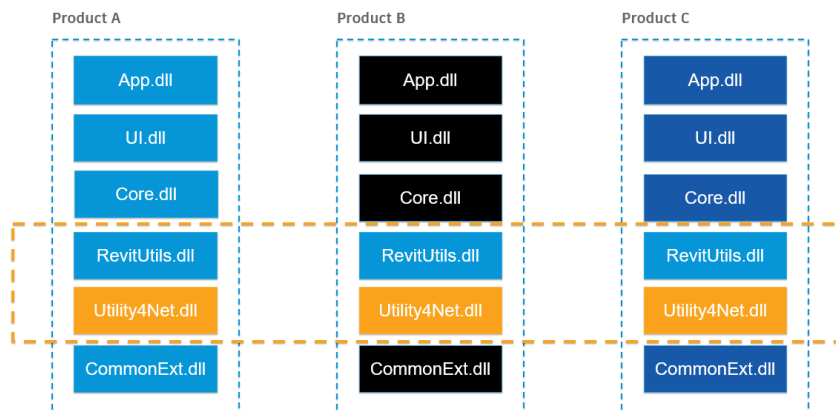 Product A
Product B
Product C
App.dll
App.dll
App.dll
UI.dll
UI.dll
UI.dll
Core.dll
Core.dll
Core.dll
RevitUtils.dll
RevitUtils.dll
RevitUtils.dll
Utility4Net.dll
Utility4Net.dll
Utility4Net.dll
CommonExt.dll
CommonExt.dll
CommonExt.dll